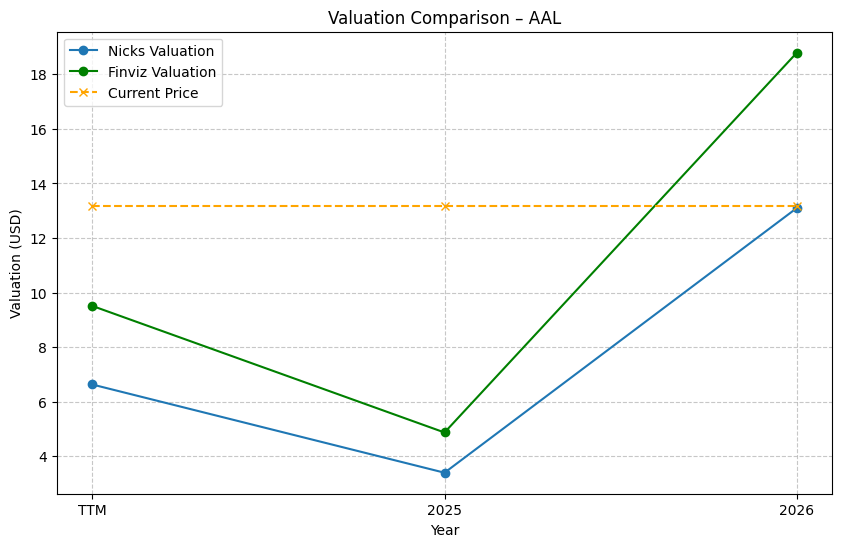 Valuation Comparison – AAL
Nicks Valuation
Finviz Valuation
Current Price
Valuation (USD)
18
16
14
12
10
8
6
4
TTM
2025
2026
Year